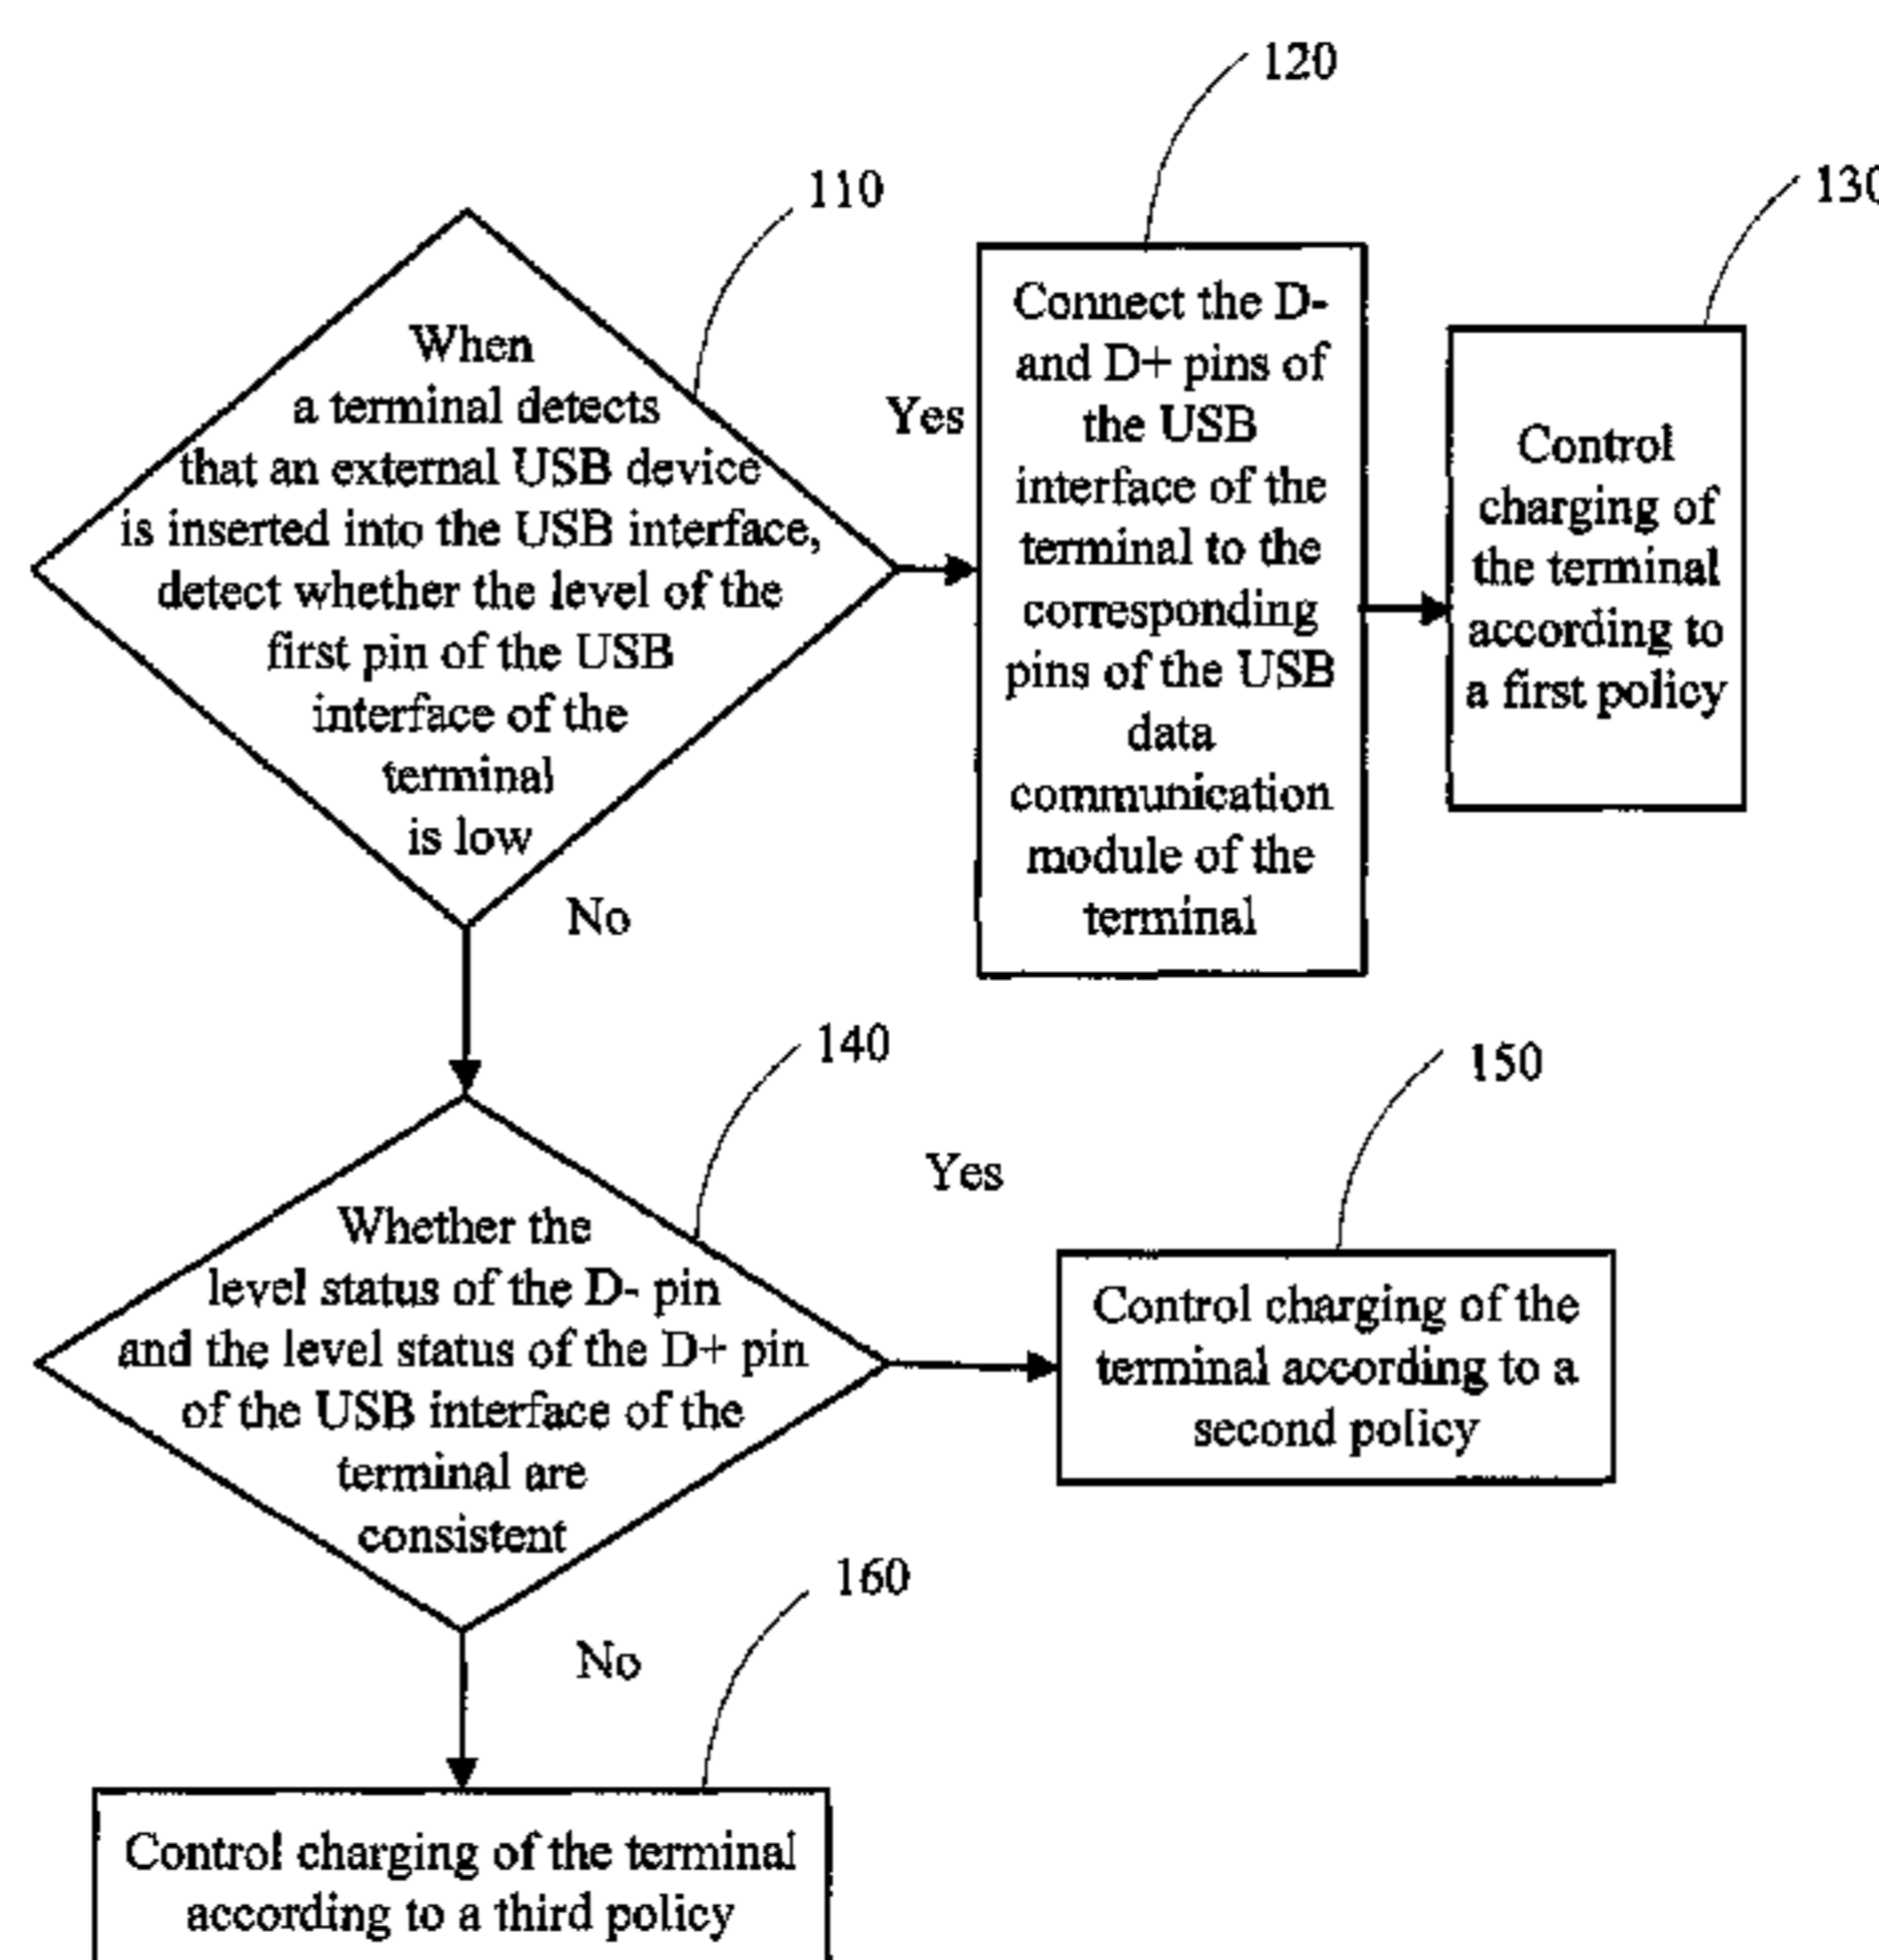 120
110
130
When
a terminal detects
that an external USB device
is inserted into the USB interface,
detect whether the level of the
first pin of the USB
interface of the
terminal
is low
Yes
Connect the D-
and D+ pins of
the USB
interface of the
terminal to the
corresponding
pins of the USB
data
communication
module of the
terminal
Control
charging of
the terminal
according to
a first policy
No
140
150
Yes
Whether the
level status of the D- pin
and the level status of the D+ pin
of the USB interface of the
terminal are
consistent
Control charging of the
terminal according to a
second policy
160
No
Control charging of the terminal
according to a third policy